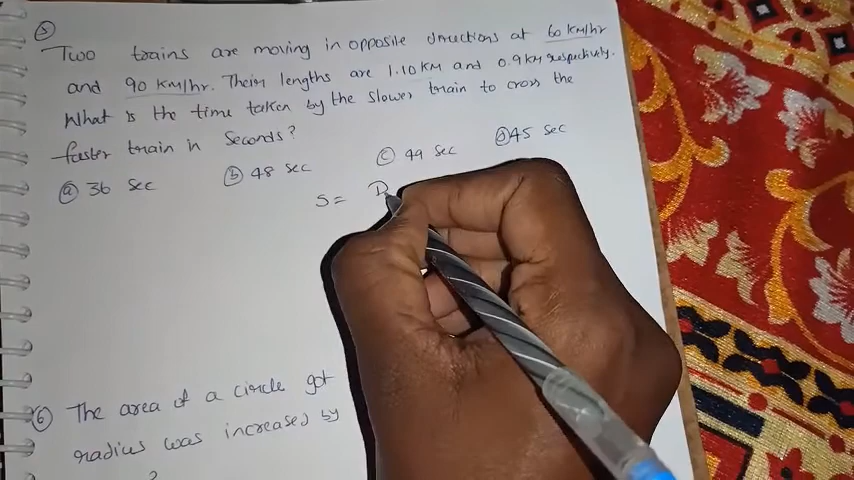 5
Two trains are moving in opposite directions at 60 km/hr
and 90 km/hr. Their lengths are 1.10 KM and 0.9 KM respectively.
What is the time taken by the slower train to cross the
faster train in Seconds?
a 36 Sec b 48 Sec c 49 Sec d 45 Sec
S = D
6 The area of a circle got
radius was increased by
?